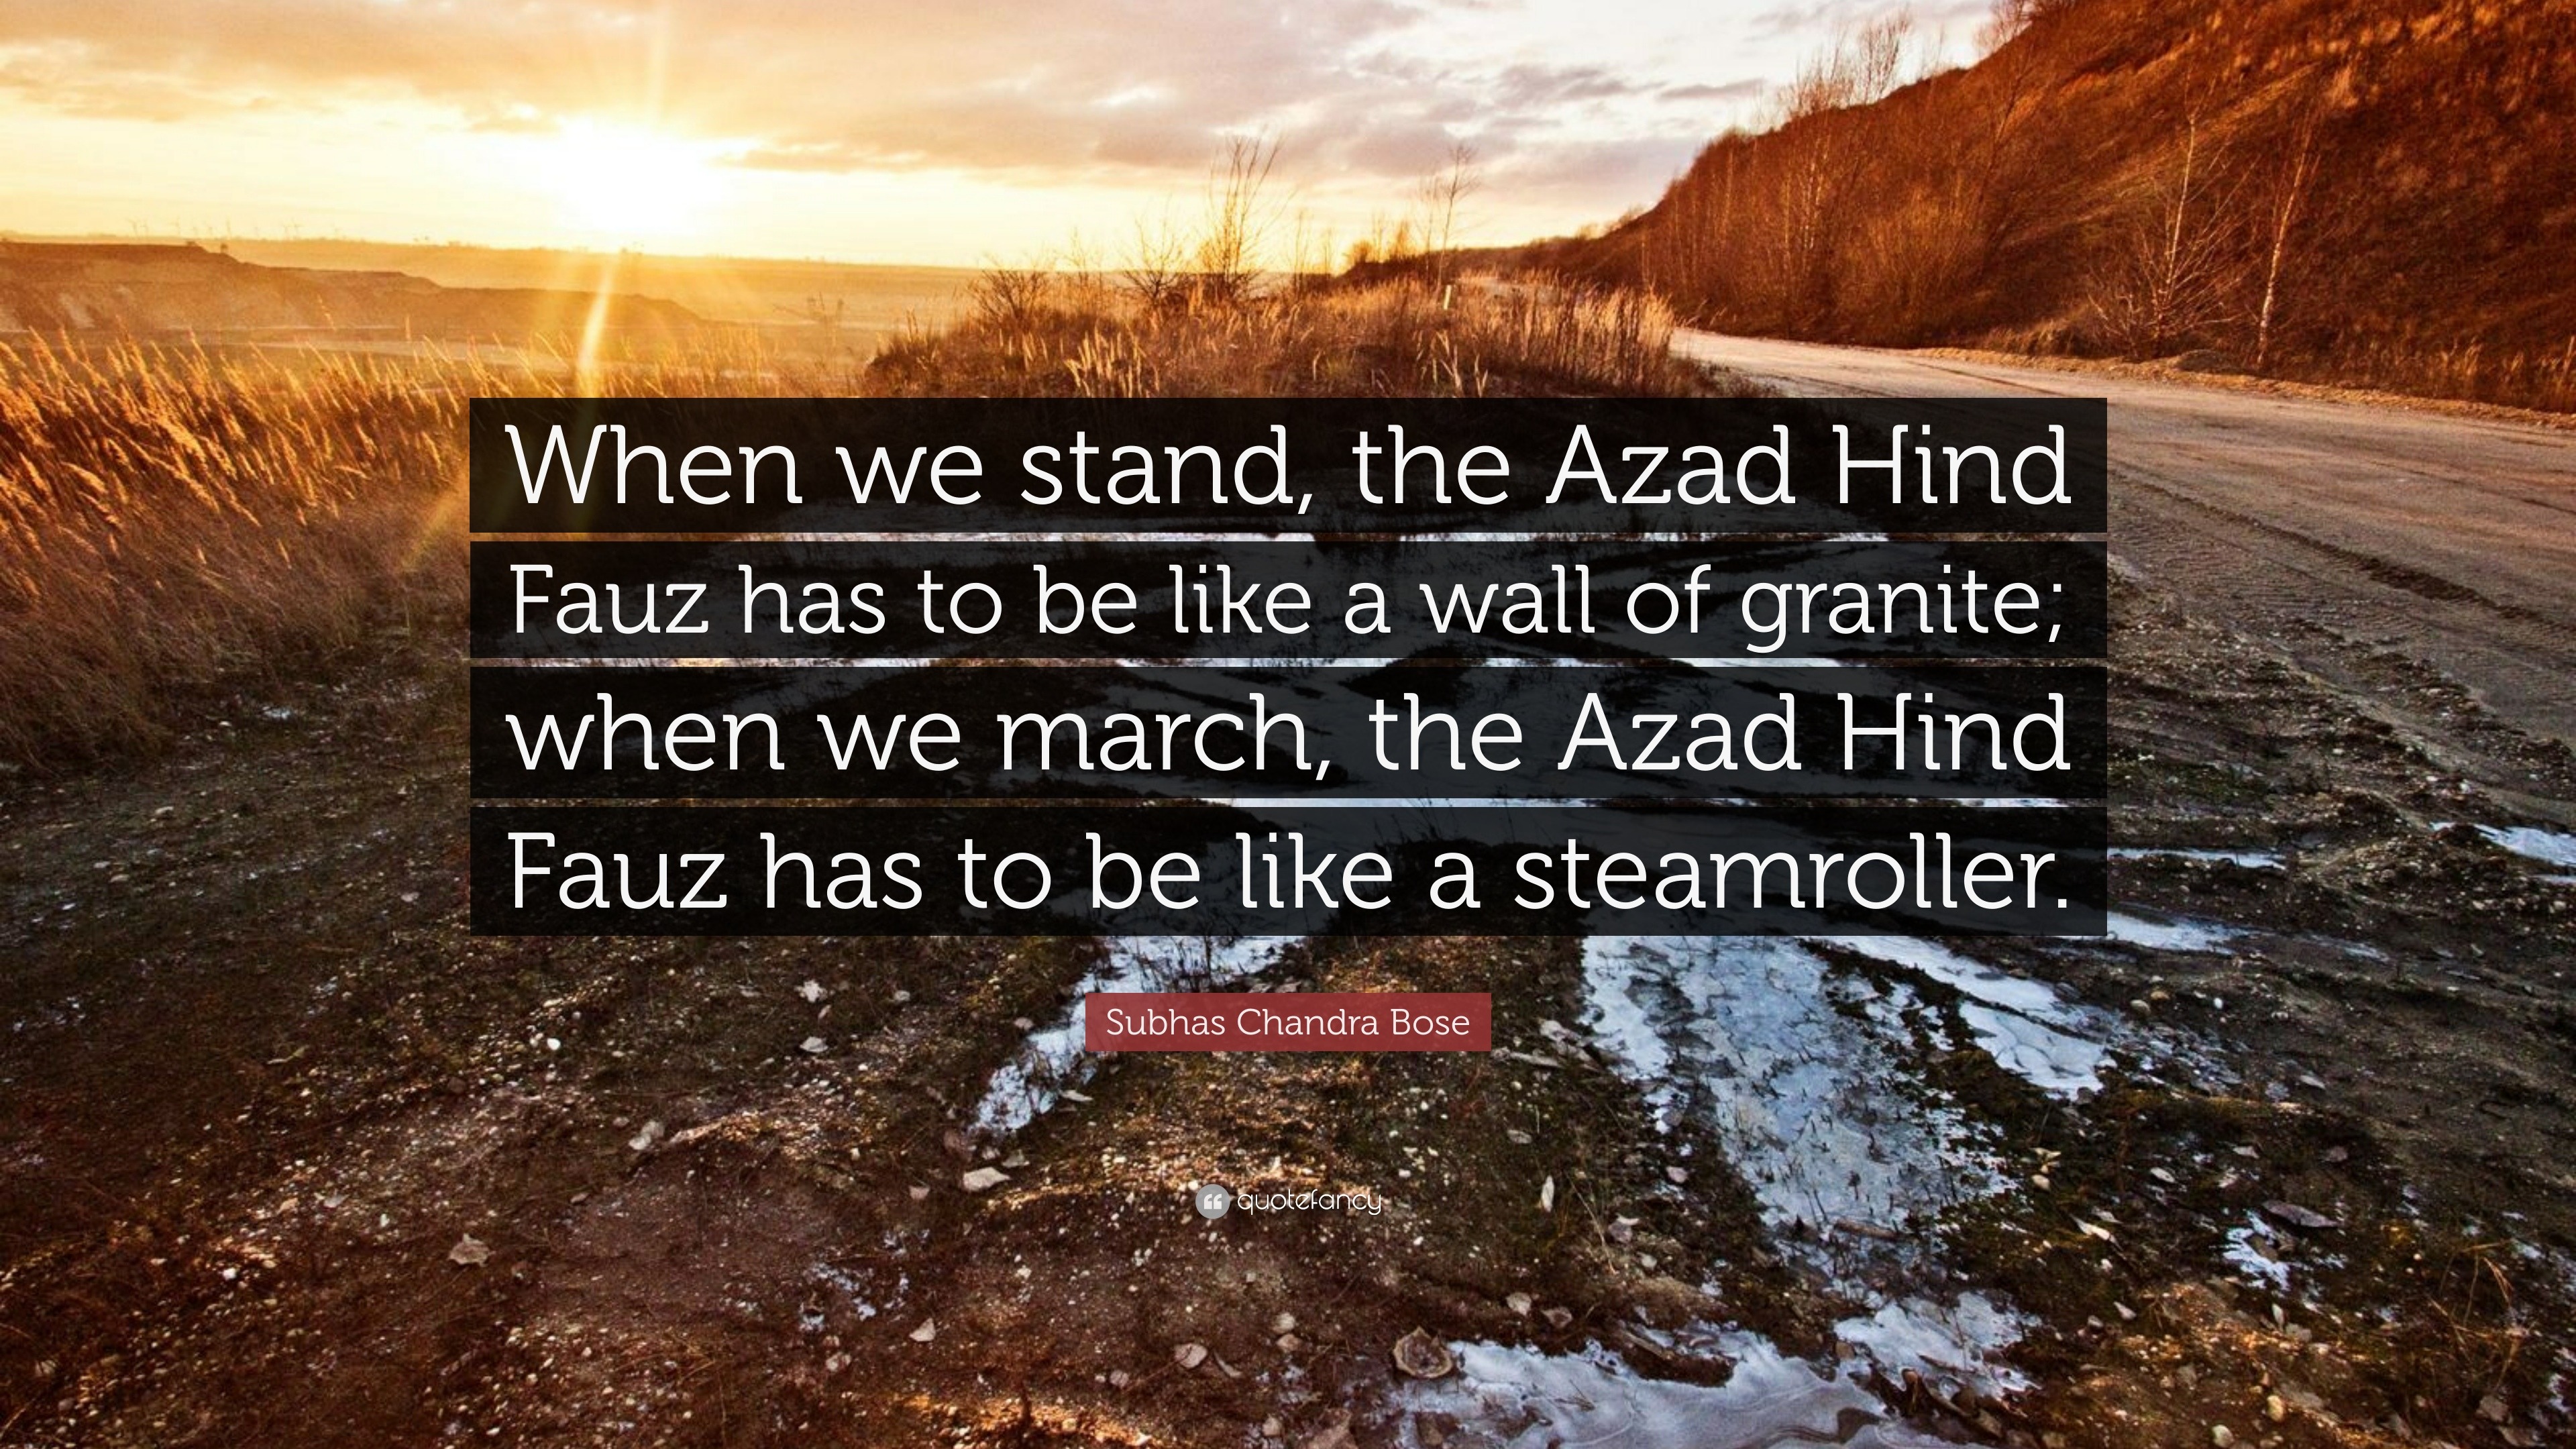 When we stand, the Azad Hind
Fauz has to be like a wall of granite;
when we march, the Azad Hind
Fauz has to be like a steamroller.
Subhas Chandra Bose
quotefancy